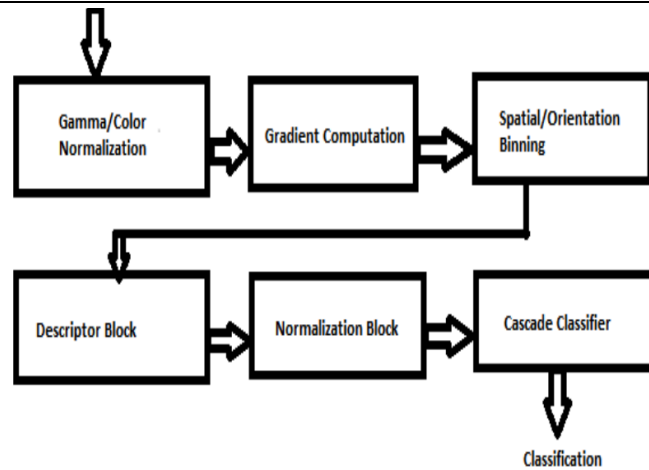 Gamma/Color
Normalization
Gradient Computation
Spatial/Orientation
Binning
Descriptor Block
Normalization Block
Cascade Classifier
Classification